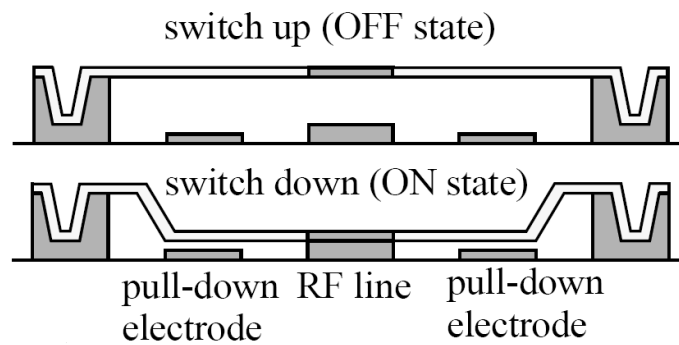 switch up (OFF state)
switch down (ON state)
pull-down RF line pull-down
electrode electrode